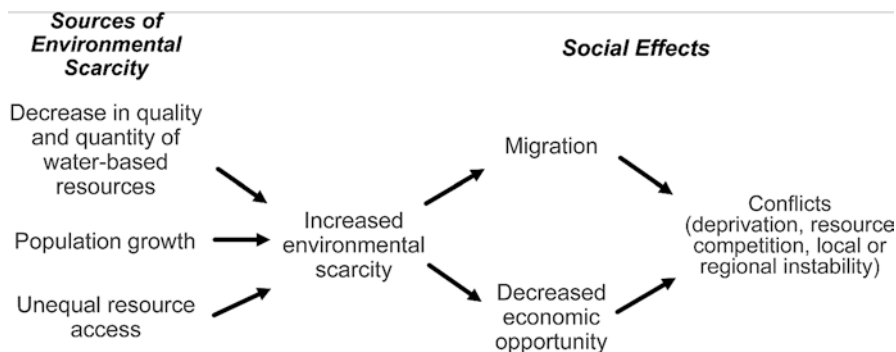 Sources of
Environmental
Scarcity
Social Effects
Decrease in quality
and quantity of
water-based
resources
Population growth
Unequal resource
access
Increased
environmental
scarcity
Migration
Decreased
economic
opportunity
Conflicts
(deprivation, resource
competition, local or
regional instability)